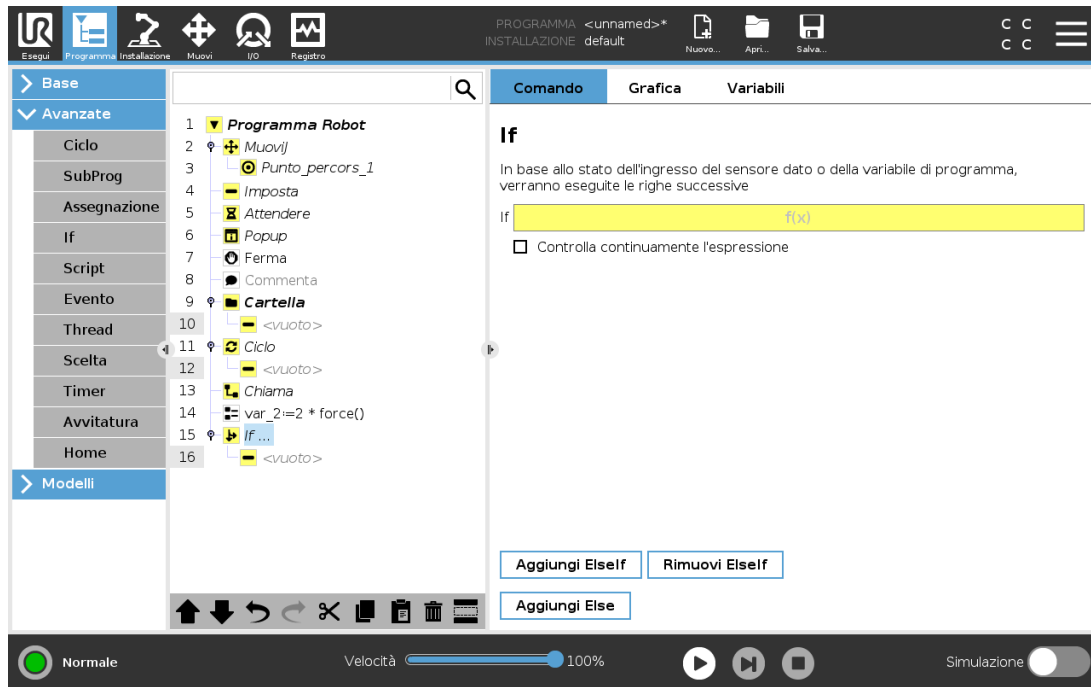 PROGRAMMA <unnamed>*
INSTALLAZIONE default
UR
Esegui Programma Installazione Muovi I/O Registro
Nuovo... Apri... Salva...
C C
C C
Base
Avanzate
Ciclo
SubProg
Assegnazione
If
Script
Evento
Thread
Scelta
Timer
Avvitatura
Home
Modelli
1 Programma Robot
2 MuoviJ
3 Punto_percors_1
4 Imposta
5 Attendere
6 Popup
7 Ferma
8 Commenta
9 Cartella
10 <vuoto>
11 Ciclo
12 <vuoto>
13 Chiama
14 var_2:=2 * force()
15 If ...
16 <vuoto>
Comando Grafica Variabili
If
In base allo stato dell'ingresso del sensore dato o della variabile di programma,
verranno eseguite le righe successive
If f(x)
Controlla continuamente l'espressione
Aggiungi ElseIf Rimuovi ElseIf
Aggiungi Else
Normale
Velocità 100%
Simulazione